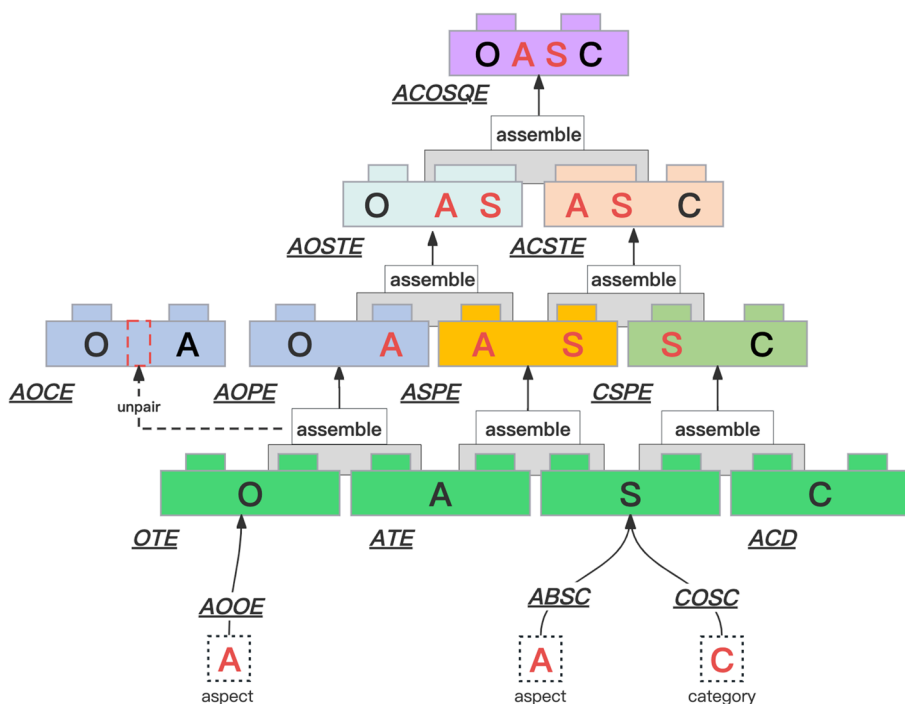 O A S C
ACOSQE
assemble
O A S
A S C
AOSTE
ACSTE
assemble
assemble
O A
O A
A S
S C
AOCE
AOPE
ASPE
CSPE
unpair
assemble
assemble
assemble
O
A
S
C
OTE
ATE
ACD
AOOE
ABSC
COSC
A
A
C
aspect
aspect
category